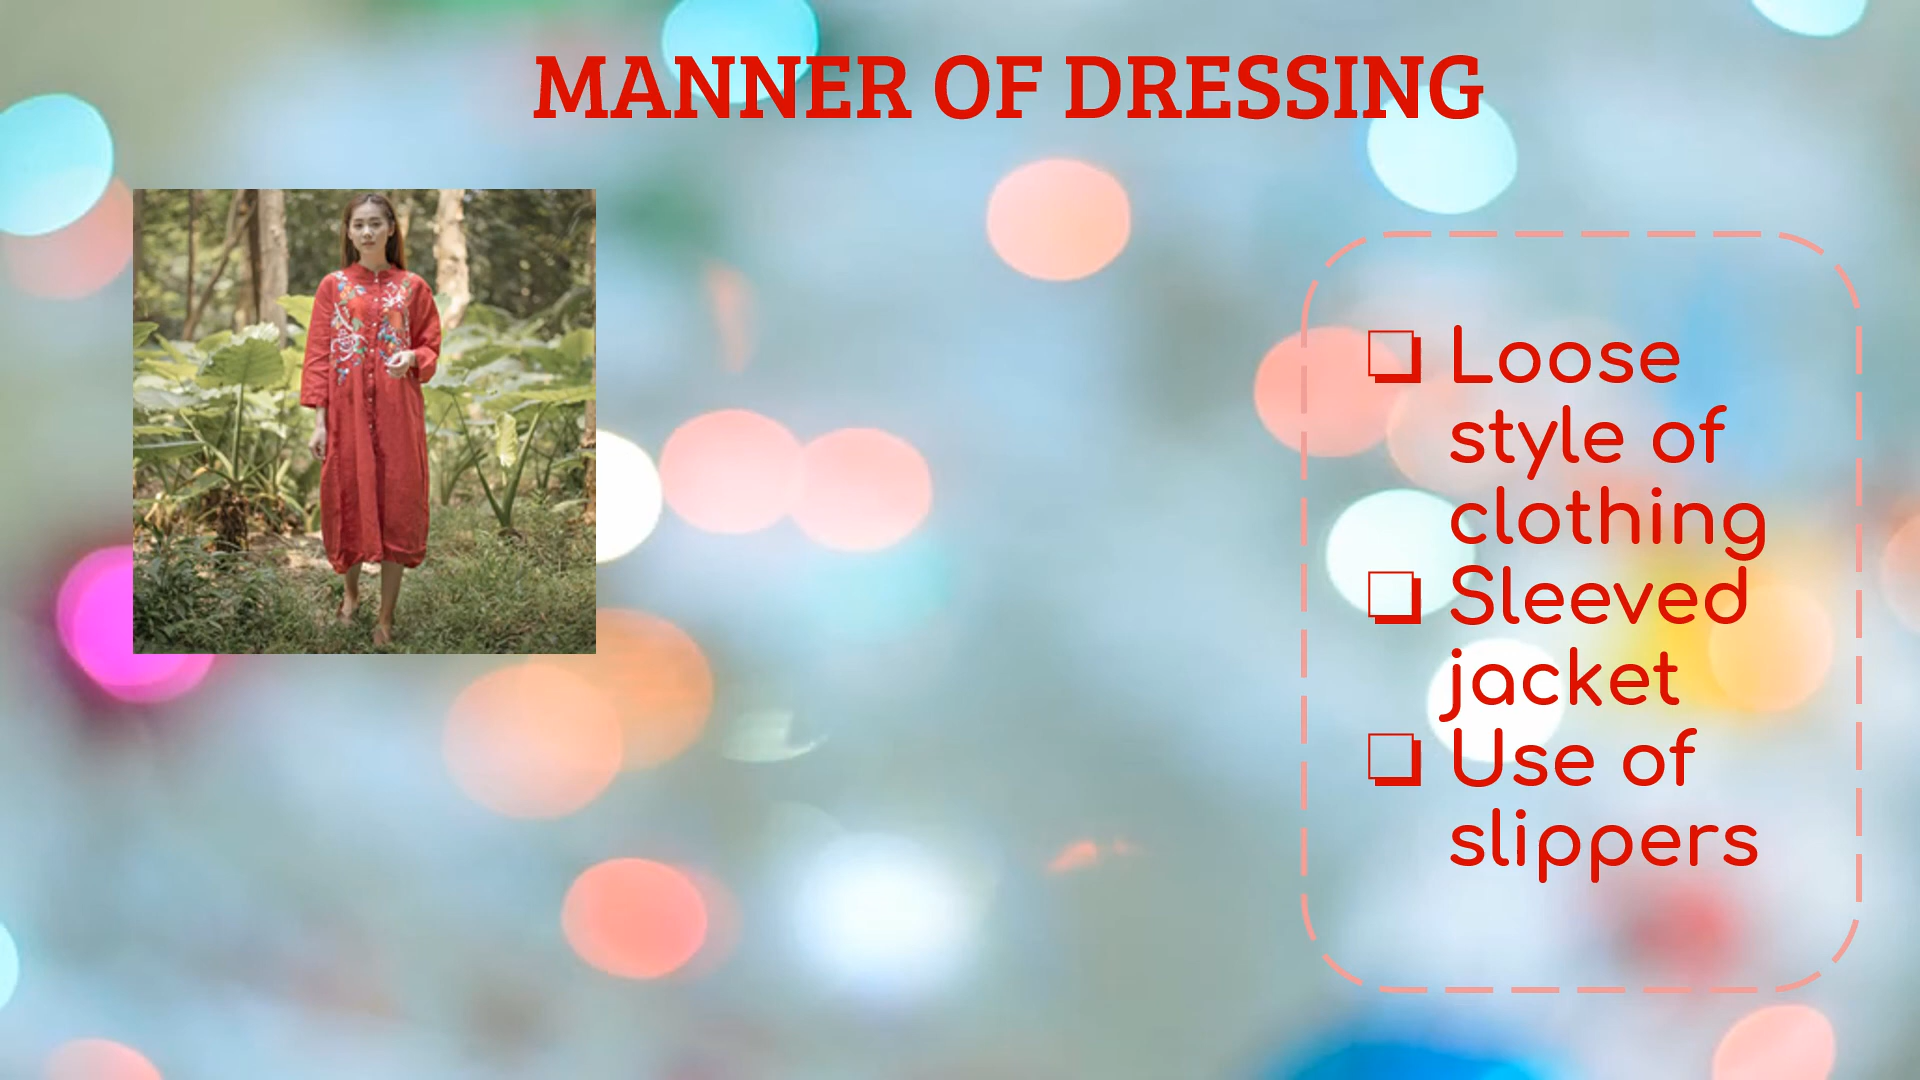 MANNER OF DRESSING
❏ Loose
style of
clothing
❏ Sleeved
jacket
❏ Use of
slippers